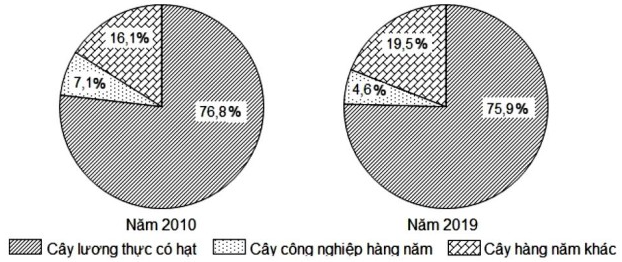 16,1%
7,1%
76,8%
19,5%
4,6%
75,9%
Năm 2010
Năm 2019
Cây lương thực có hạt Cây công nghiệp hàng năm Cây hàng năm khác